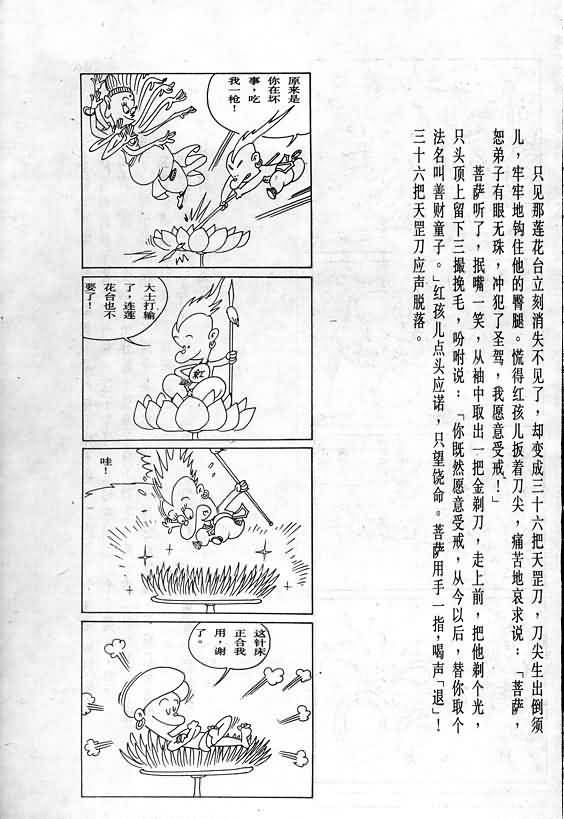 只见那莲花台立刻消失不见了，却变成三十六把天罡刀，刀尖生出倒须
儿，牢牢地钩住他的臀腿。慌得红孩儿扳着刀尖，痛苦地哀求说：「菩萨，
恕弟子有眼无珠，冲犯了圣驾，我愿意受戒！」
菩萨听了，抿嘴一笑，从袖中取出一把金剃刀，走上前，把他剃个光，
只头顶上留下三撮挽毛，吩咐说：「你既然愿意受戒，从今以后，替你取个
法名叫善财童子。」红孩儿点头应诺，只望饶命。菩萨用手一指，喝声「退」！
三十六把天罡刀应声脱落。
原来是
你在坏
事，吃
我一枪！
大士打输
了，连莲
花台也不
要了！
紅
哇！
这针床
正合我
用，谢
了。